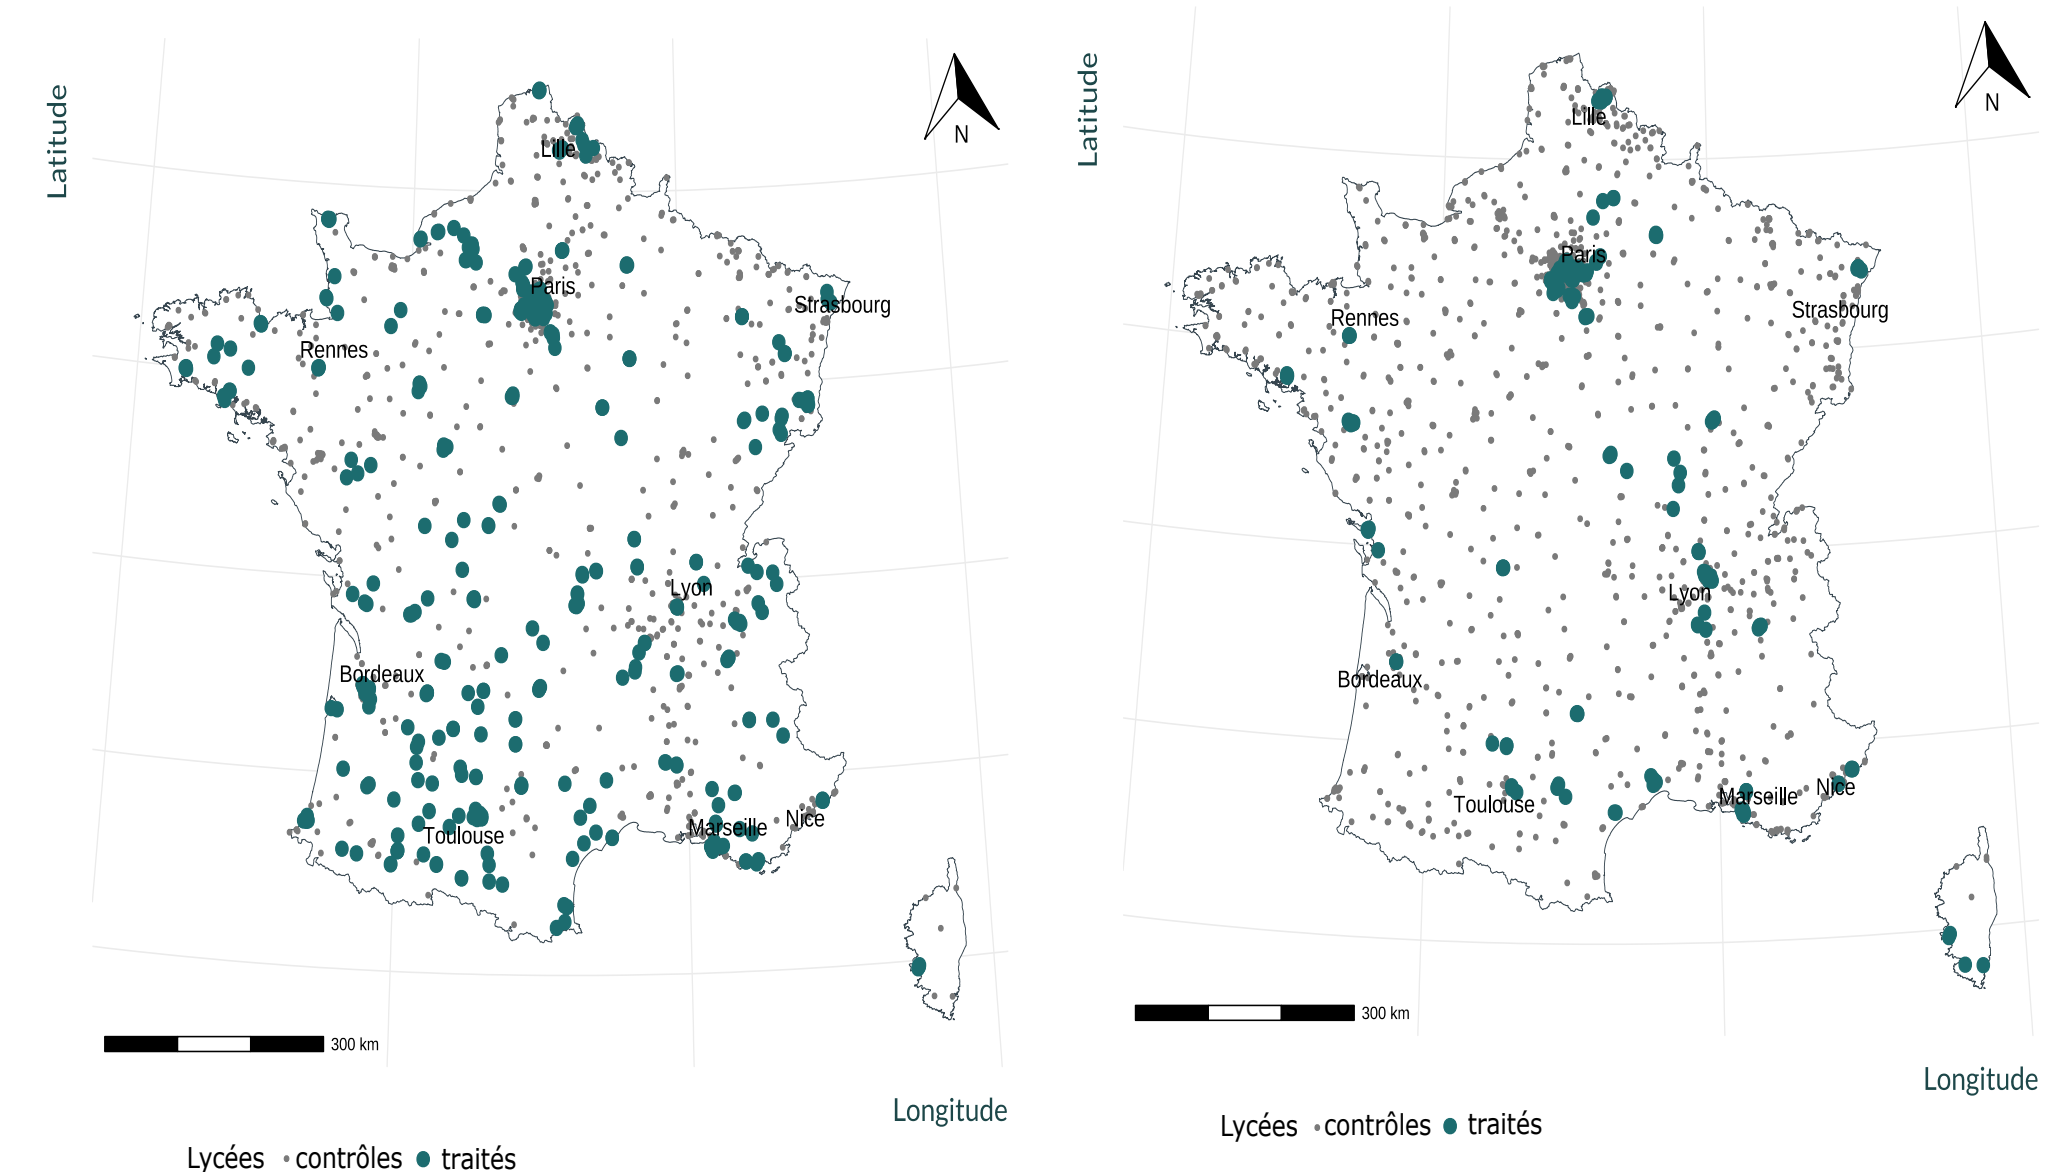 Latitude
N
Lille
Paris
Strasbourg
Rennes
Lyon
Bordeaux
Toulouse
Marseille
Nice
300 km
Longitude
Lycées contrôles traités
Latitude
N
Lille
Paris
Strasbourg
Rennes
Lyon
Bordeaux
Toulouse
Marseille
Nice
300 km
Longitude
Lycées contrôles traités